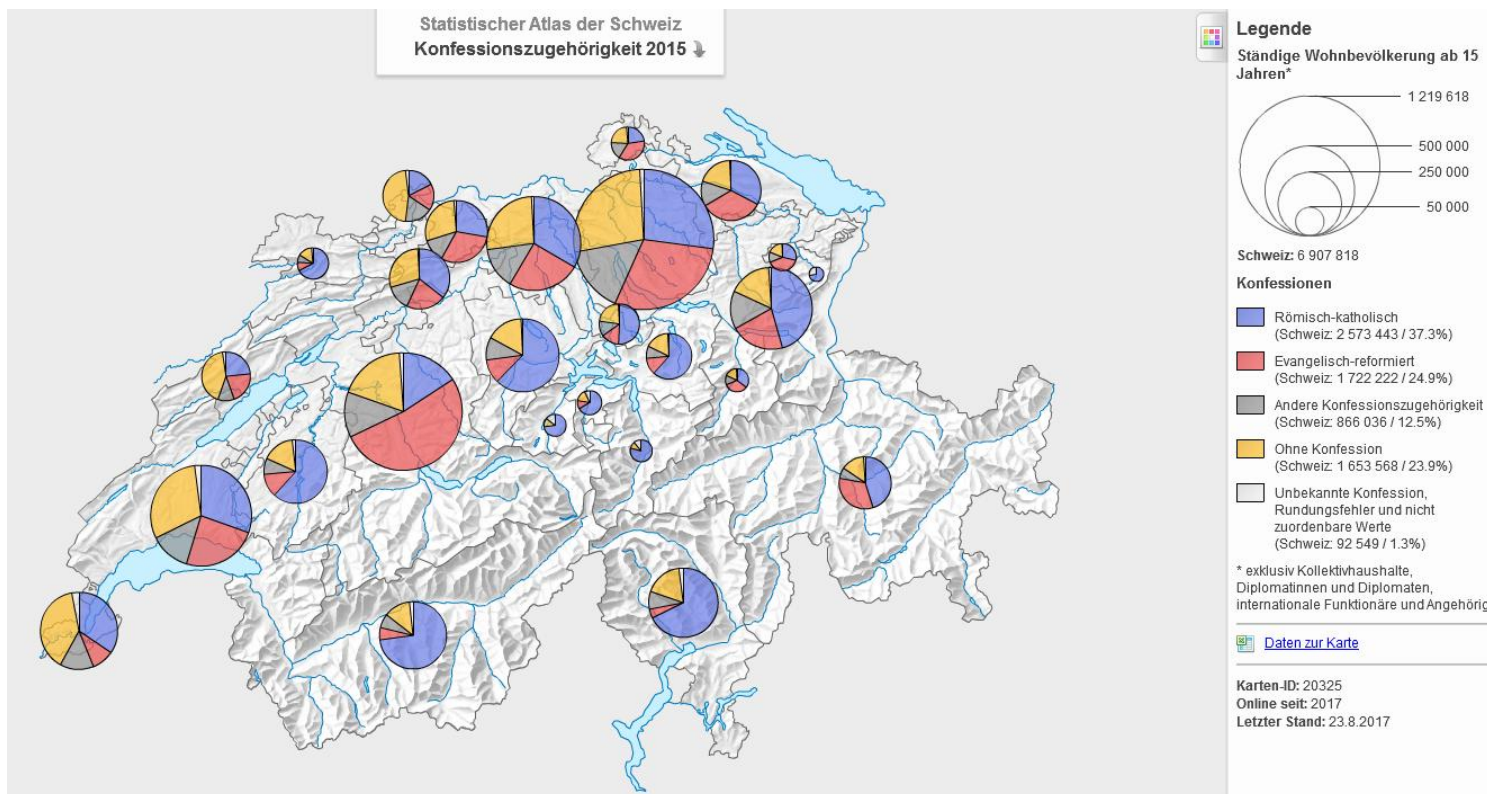 Statistischer Atlas der Schweiz
Konfessionszugehörigkeit 2015
Legende
Ständige Wohnbevölkerung ab 15
Jahren*
1 219 618
500 000
250 000
50 000
Schweiz: 6 907 818
Konfessionen
Römisch-katholisch
(Schweiz: 2 573 443 / 37.3%)
Evangelisch-reformiert
(Schweiz: 1 722 222 / 24.9%)
Andere Konfessionszugehörigkeit
(Schweiz: 866 036 / 12.5%)
Ohne Konfession
(Schweiz: 1 653 568 / 23.9%)
Unbekannte Konfession,
Rundungsfehler und nicht
zuordenbare Werte
(Schweiz: 92 549 / 1.3%)
* exklusiv Kollektivhaushalte,
Diplomatinnen und Diplomaten,
internationale Funktionäre und Angehörig
Daten zur Karte
Karten-ID: 20325
Online seit: 2017
Letzter Stand: 23.8.2017